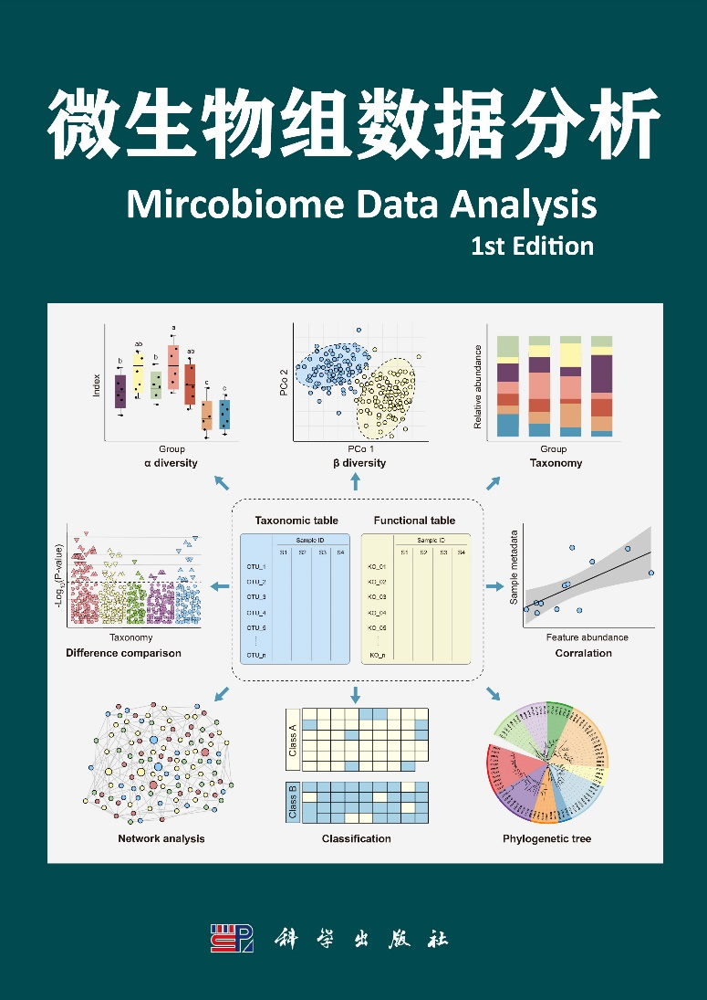 微生物组数据分析
Mircobiome Data Analysis
1st Edition
Index
b
ab
b
a
ab
c
c
Group
α diversity
PCo 2
PCo 1
β diversity
Relative abundance
Group
Taxonomy
-Log10(P-value)
Taxonomy
Difference comparison
Taxonomic table
Sample ID
S1 S2 S3 S4
OTU_1
OTU_2
OTU_3
OTU_4
OTU_5
......
OTU_n
Functional table
Sample ID
S1 S2 S3 S4
KO_01
KO_02
KO_03
KO_04
KO_05
......
KO_n
Sample metadata
Feature abundance
Corralation
Network analysis
Class A
Class B
Classification
Phylogenetic tree
科学出版社